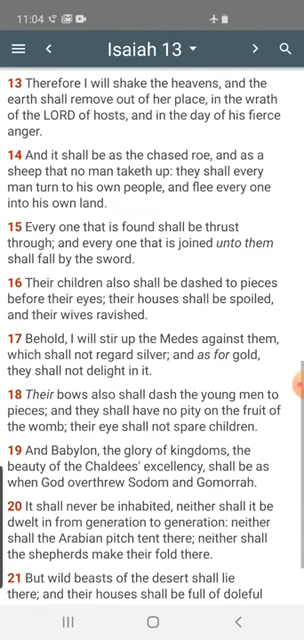 11:04
Isaiah 13
13 Therefore I will shake the heavens, and the
earth shall remove out of her place, in the wrath
of the LORD of hosts, and in the day of his fierce
anger.
14 And it shall be as the chased roe, and as a
sheep that no man taketh up: they shall every
man turn to his own people, and flee every one
into his own land.
15 Every one that is found shall be thrust
through; and every one that is joined unto them
shall fall by the sword.
16 Their children also shall be dashed to pieces
before their eyes; their houses shall be spoiled,
and their wives ravished.
17 Behold, I will stir up the Medes against them,
which shall not regard silver; and as for gold,
they shall not delight in it.
18 Their bows also shall dash the young men to
pieces; and they shall have no pity on the fruit of
the womb; their eye shall not spare children.
19 And Babylon, the glory of kingdoms, the
beauty of the Chaldees' excellency, shall be as
when God overthrew Sodom and Gomorrah.
20 It shall never be inhabited, neither shall it be
dwelt in from generation to generation: neither
shall the Arabian pitch tent there; neither shall
the shepherds make their fold there.
21 But wild beasts of the desert shall lie
there; and their houses shall be full of doleful